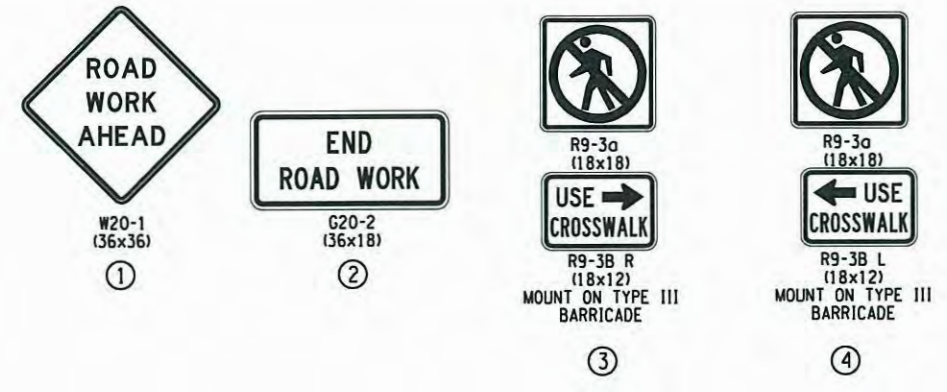 ROAD
WORK
AHEAD
W20-1
(36x36)
1
END
ROAD WORK
G20-2
(36x18)
2
R9-3a
(18x18)
USE
CROSSWALK
R9-3B R
(18x12)
MOUNT ON TYPE III
BARRICADE
3
R9-3a
(18x18)
USE
CROSSWALK
R9-3B L
(18x12)
MOUNT ON TYPE III
BARRICADE
4